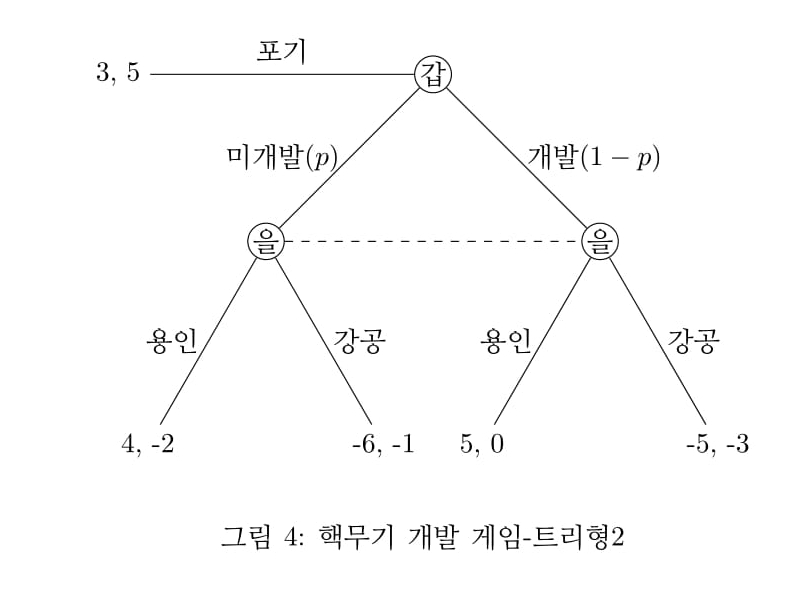 포기
3, 5
갑
미개발(p)
개발(1 − p)
을
을
용인
강공
용인
강공
4, -2
-6, -1
5, 0
-5, -3
그림 4: 핵무기 개발 게임-트리형2